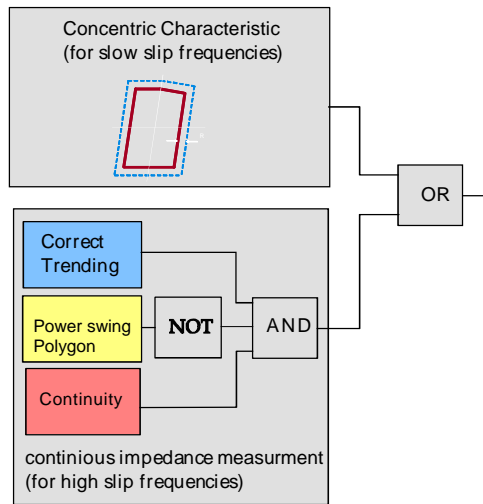 Concentric Characteristic
(for slow slip frequencies)
OR
Correct
Trending
Power swing
Polygon
NOT
AND
Continuity
continious impedance measurment
(for high slip frequencies)